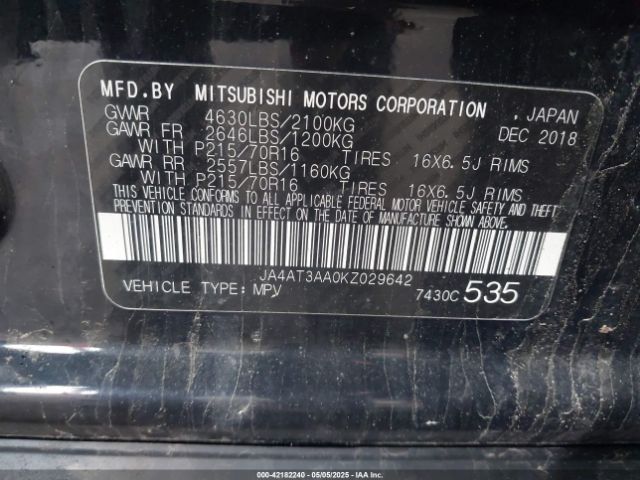 MFD.BY MITSUBISHI MOTORS CORPORATION . JAPAN
GVWR 4630LBS/2100KG DEC 2018
GAWR FR 2646LBS/1200KG
WITH P215/70R16 TIRES 16X6.5J RIMS
GAWR RR 2557LBS/1160KG
WITH P215/70R16 TIRES 16X6.5J RIMS
THIS VEHICLE CONFORMS TO ALL APPLICABLE FEDERAL MOTOR VEHICLE SAFETY AND THEFT
PREVENTION STANDARDS IN EFFECT ON THE DATE OF MANUFACTURE SHOWN ABOVE.
JA4AT3AA0KZ029642
VEHICLE TYPE: MPV 7430C 535
000-42182240 - 05/05/2025 - IAA Inc.